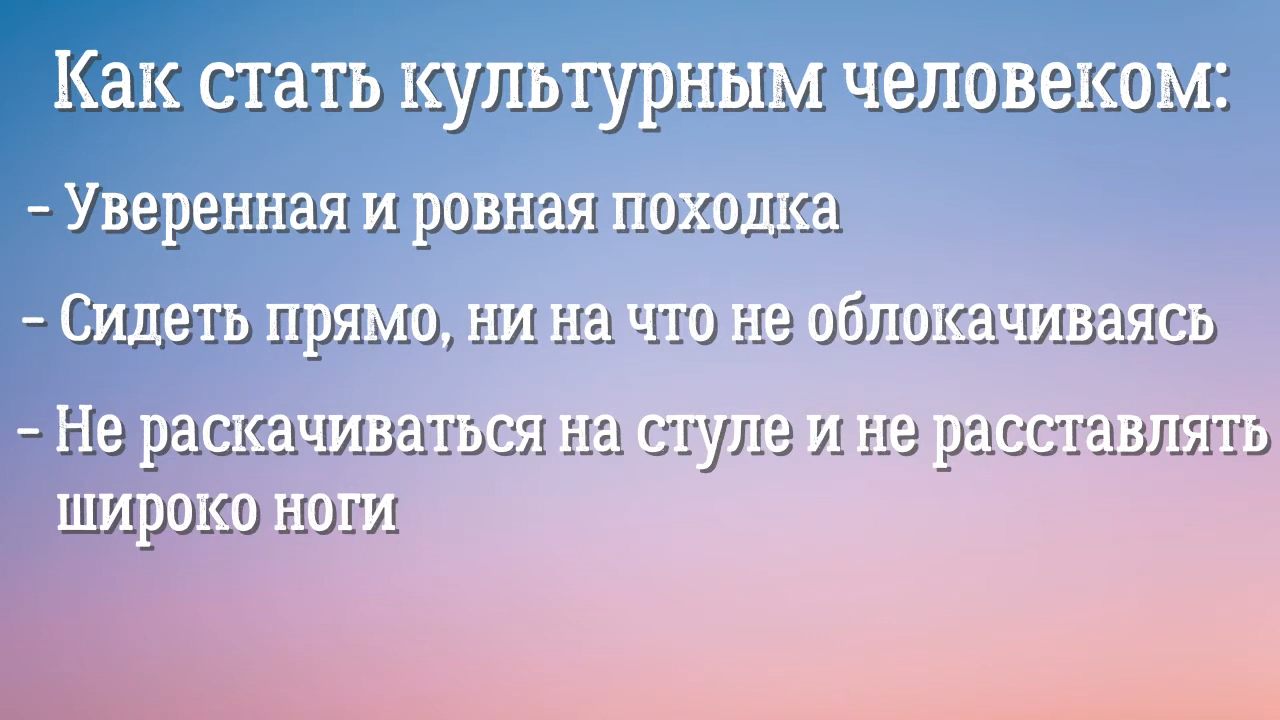 Как стать культурным человеком:
- Уверенная и ровная походка
- Сидеть прямо, ни на что не облокачиваясь
- Не раскачиваться на стуле и не расставлять
широко ноги